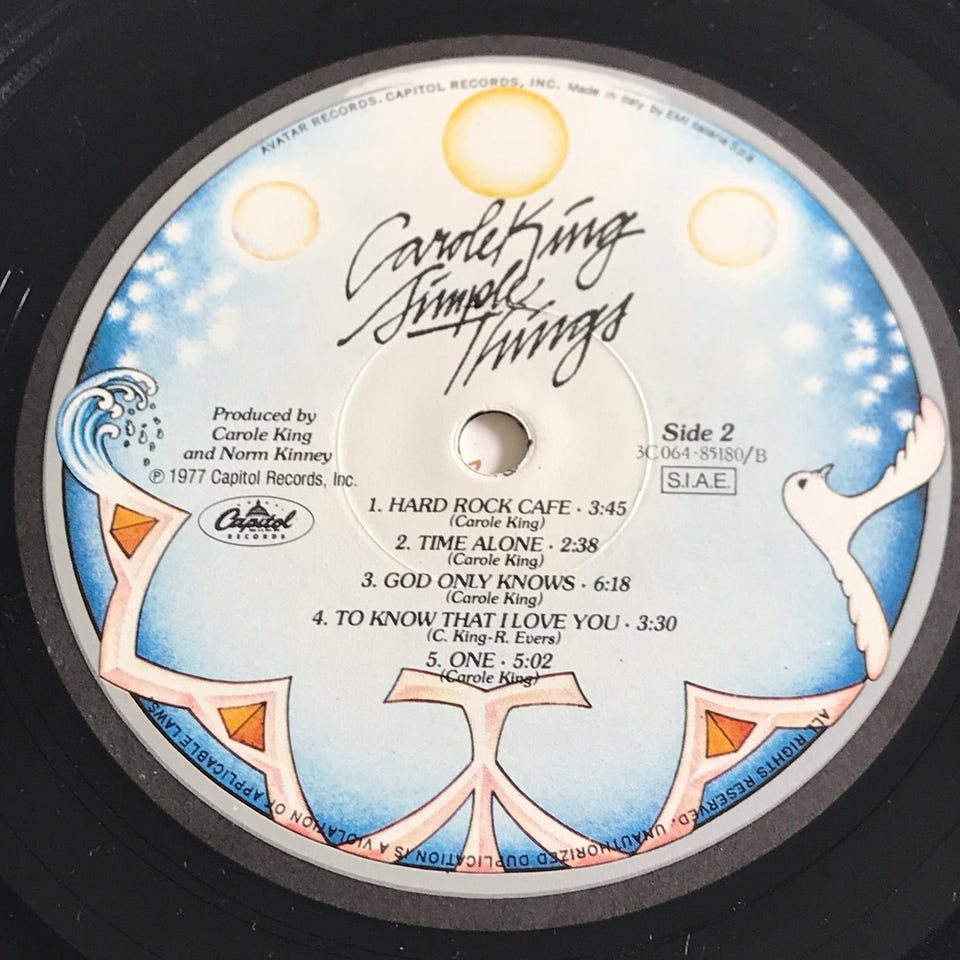 AVATAR RECORDS. CAPITOL RECORDS, INC. Made in Italy by EMI Italiana S.p.a.
Carole King
Simple
Things
Produced by
Carole King
and Norm Kinney
℗ 1977 Capitol Records, Inc.
Capitol
RECORDS
Side 2
3C 064-85180/B
S.I.A.E.
1. HARD ROCK CAFE · 3:45
(Carole King)
2. TIME ALONE · 2:38
(Carole King)
3. GOD ONLY KNOWS · 6:18
(Carole King)
4. TO KNOW THAT I LOVE YOU · 3:30
(C. King-R. Evers)
5. ONE · 5:02
(Carole King)
ALL RIGHTS RESERVED. UNAUTHORIZED DUPLICATION IS A VIOLATION OF APPLICABLE LAWS